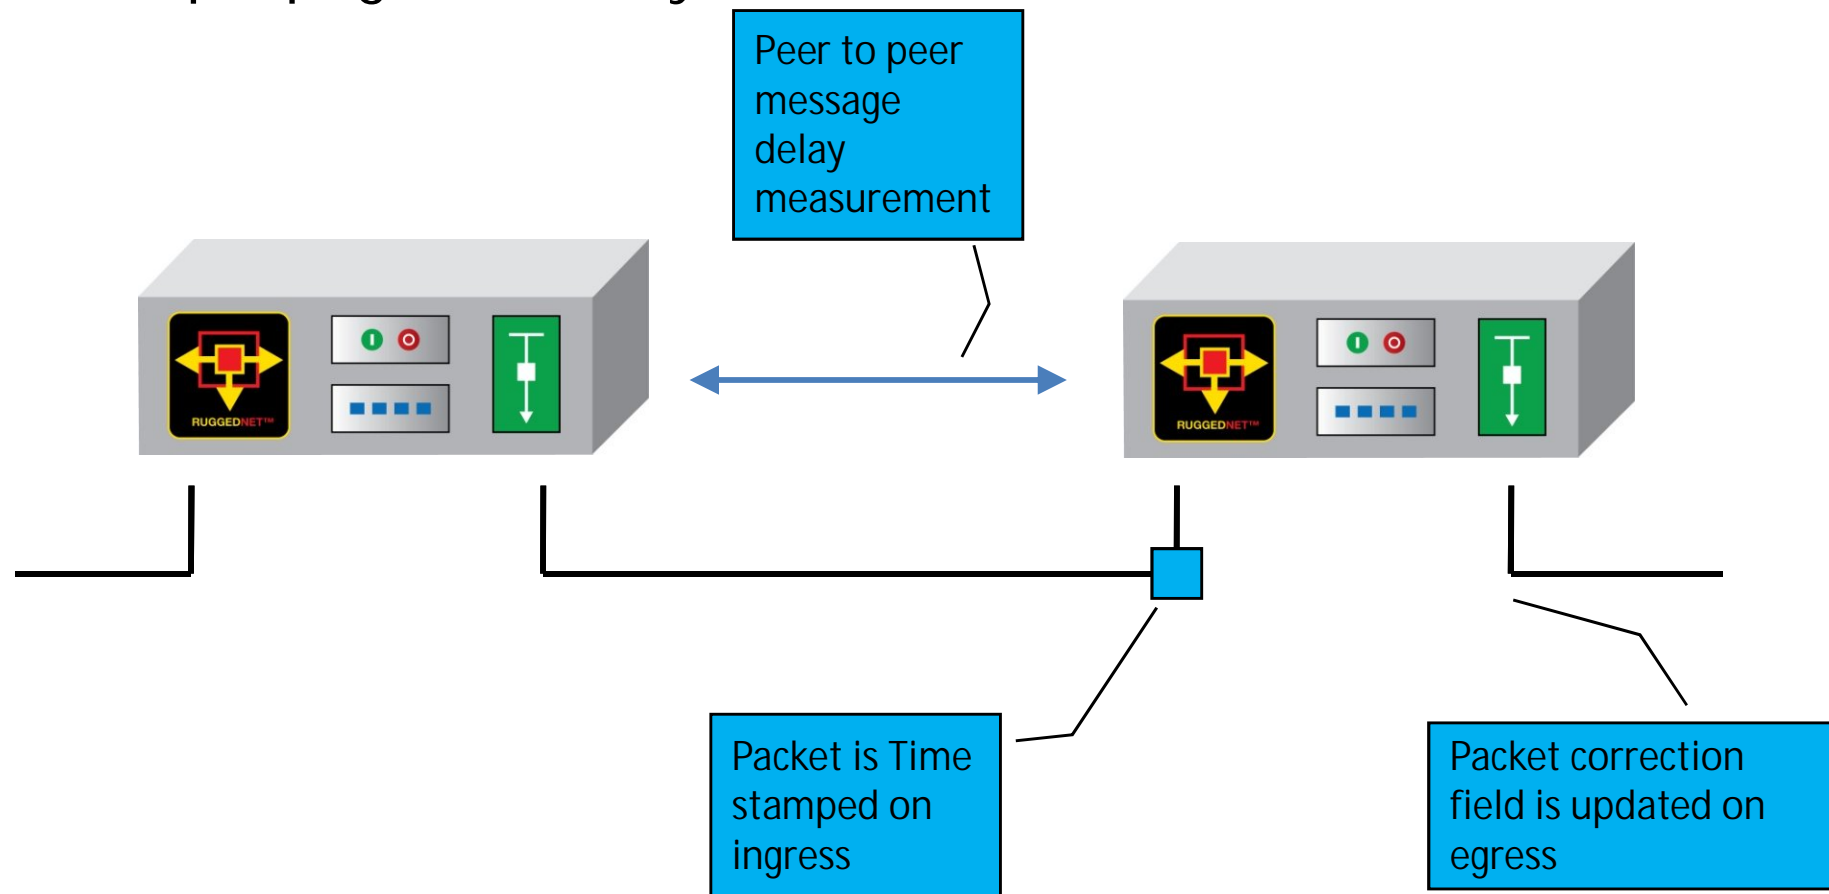 Peer to peer
message
delay
measurement
RUGGEDNET™
RUGGEDNET™
Packet is Time
stamped on
ingress
Packet correction
field is updated on
egress